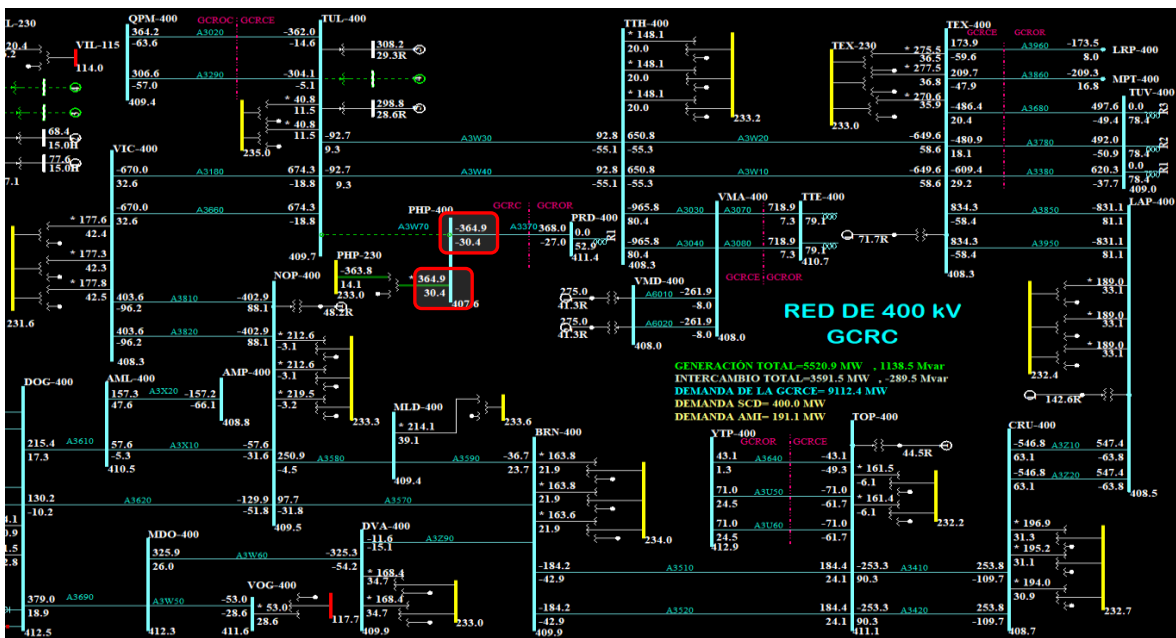 IL-230
20.4
5.2
VIL-115
114.0
QPM-400
364.2
-63.6
306.6
-57.0
409.4
GCROC
GCRCE
A3020
A3290
TUL-400
-362.0
-14.6
-304.1
-5.1
308.2
29.3R
298.8
28.6R
* 40.8
11.5
* 40.8
11.5
235.0
-92.7
9.3
-92.7
9.3
674.3
-18.8
674.3
-18.8
409.7
68.4
15.0H
77.6
15.0H
7.1
VIC-400
-670.0
32.6
-670.0
32.6
A3180
A3660
* 177.6
42.4
* 177.3
42.3
* 177.8
42.5
231.6
403.6
-96.2
403.6
-96.2
408.3
A3810
A3820
-402.9
88.1
-402.9
88.1
NOP-400
48.2R
* 212.6
-3.1
* 212.6
-3.1
* 219.5
-3.2
233.3
250.9
-4.5
97.7
-31.8
409.5
A3W30
A3W40
A3W70
PHP-400
-364.9
-30.4
* 364.9
30.4
407.6
PHP-230
-363.8
14.1
233.0
GCRC
GCROR
A3370
368.0
-27.0
PRD-400
0.0
52.9
411.4
R1
TTH-400
* 148.1
20.0
* 148.1
20.0
* 148.1
20.0
233.2
92.8
-55.1
92.8
-55.1
650.8
-55.3
650.8
-55.3
-965.8
80.4
-965.8
80.4
408.3
A3W20
A3W10
A3030
A3040
VMA-400
A3070
A3080
718.9
7.3
718.9
7.3
GCRCE
GCROR
TTE-400
79.1
79.1
410.7
VMD-400
275.0
41.3R
275.0
41.3R
A6010
A6020
-261.9
-8.0
-261.9
-8.0
408.0
408.0
TEX-400
TEX-230
* 275.5
36.5
* 277.5
36.8
* 270.6
35.9
233.0
-649.6
58.6
-649.6
58.6
71.7R
408.3
173.9
-59.6
209.7
-47.9
-486.4
20.4
-480.9
18.1
-609.4
29.2
834.3
-58.4
834.3
-58.4
GCRCE
GCROR
A3960
A3860
A3680
A3780
A3380
A3850
A3950
-173.5
8.0
-209.3
16.8
497.6
-49.4
492.0
-50.9
620.3
-37.7
LRP-400
MPT-400
TUV-400
0.0
78.4
78.4
0.0
78.4
409.0
R3
R2
R1
-831.1
81.1
-831.1
81.1
LAP-400
* 189.0
33.1
* 189.0
33.1
* 189.0
33.1
232.4
142.6R
408.5
RED DE 400 kV
GCRC
GENERACIÓN TOTAL=5520.9 MW , 1138.5 Mvar
INTERCAMBIO TOTAL=3591.5 MW , -289.5 Mvar
DEMANDA DE LA GCRCE= 9112.4 MW
DEMANDA SCD= 400.0 MW
DEMANDA AMI= 191.1 MW
DOG-400
215.4
17.3
130.2
-10.2
379.0
18.9
412.5
A3610
A3620
A3690
AML-400
157.3
47.6
57.6
-5.3
410.5
A3X20
A3X10
-157.2
-66.1
AMP-400
408.8
-57.6
-31.6
-129.9
-51.8
MLD-400
* 214.1
39.1
233.6
409.4
A3580
A3590
A3570
BRN-400
-36.7
23.7
* 163.8
21.9
* 163.8
21.9
* 163.6
21.9
234.0
-184.2
-42.9
-184.2
-42.9
409.9
MDO-400
325.9
26.0
412.3
A3W60
A3W50
-325.3
-54.2
-53.0
-28.6
VOG-400
* 53.0
28.6
117.7
411.6
DVA-400
-11.6
-15.1
A3Z90
* 168.4
34.7
* 168.4
34.7
233.0
409.9
YTP-400
43.1
1.3
71.0
24.5
71.0
24.5
412.9
GCROR
GCRCE
A3640
A3U50
A3U60
-43.1
-49.3
-71.0
-61.7
-71.0
-61.7
TOP-400
44.5R
* 161.5
-6.1
* 161.4
-6.1
232.2
A3510
A3520
184.4
24.1
184.4
24.1
-253.3
90.3
-253.3
90.3
411.1
A3410
A3420
253.8
-109.7
253.8
-109.7
CRU-400
-546.8
63.1
-546.8
63.1
A3Z10
A3Z20
547.4
-63.8
547.4
-63.8
* 196.9
31.3
* 195.2
31.1
* 194.0
30.9
232.7
408.7